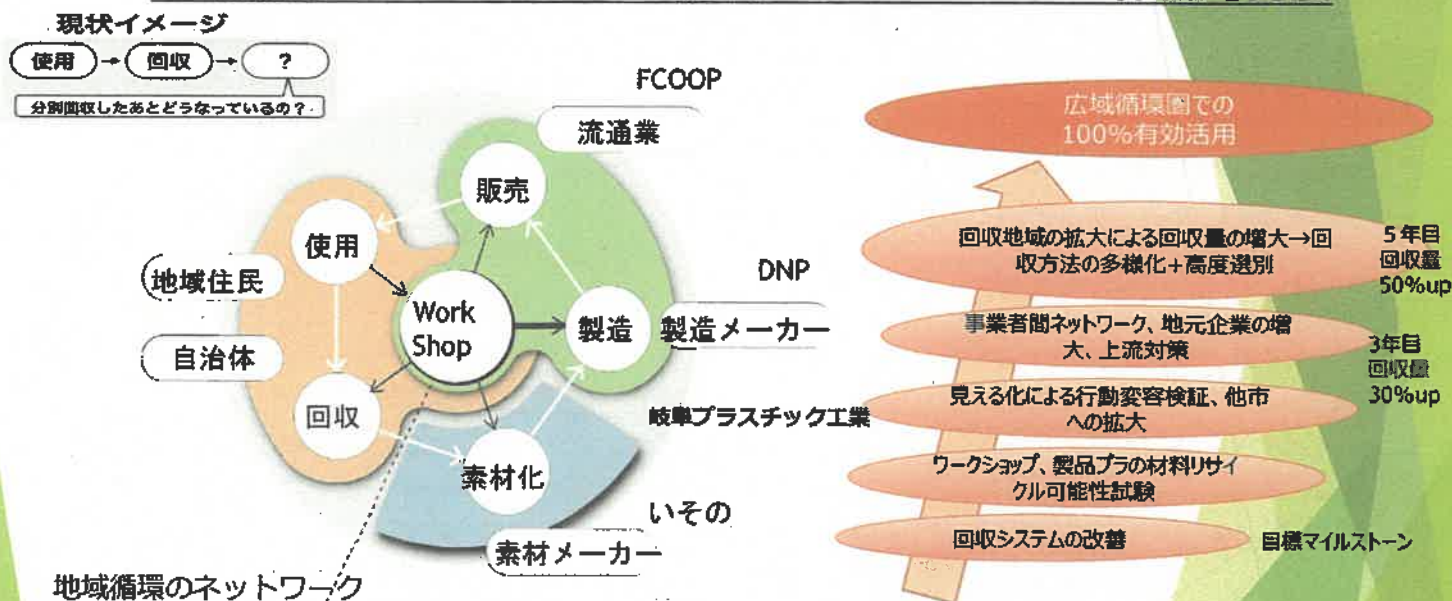 現状イメージ
使用→回収→?
分別回収したあとどうなっているの?
FCOOP
流通業
販売
使用
地域住民
Work
Shop
DNP
製造
製造メーカー
自治体
回収
岐阜プラスチック工業
素材化
いその
素材メーカー
地域循環のネットワーク
広域循環圏での
100%有効活用
回収地域の拡大による回収量の増大→回
収方法の多様化+高度選別
5年目
回収量
50%up
事業者間ネットワーク、地元企業の増
大、上流対策
3年目
回収量
30%up
見える化による行動変容検証、他市
への拡大
ワークショップ、製品プラの材料リサイ
クル可能性試験
回収システムの改善
目標マイルストーン